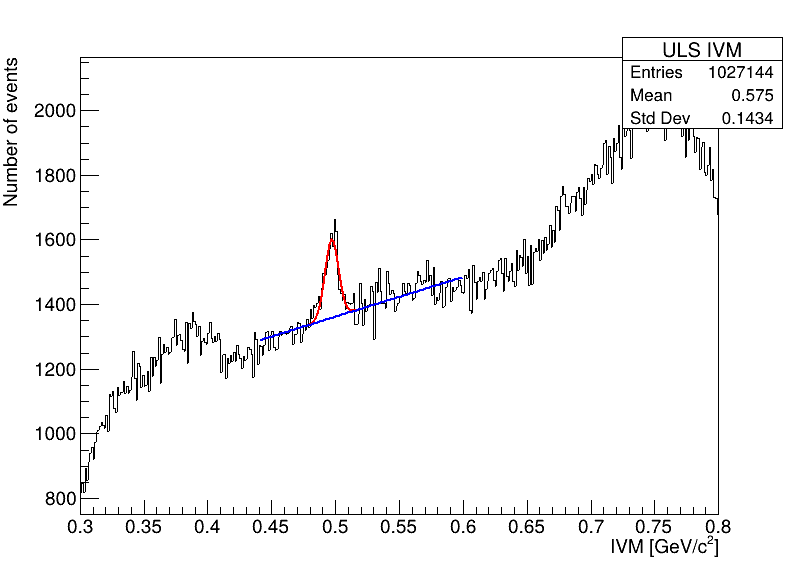 ULS IVM
Entries 1027144
Mean 0.575
Std Dev 0.1434
Number of events
2000
1800
1600
1400
1200
1000
800
0.3 0.35 0.4 0.45 0.5 0.55 0.6 0.65 0.7 0.75 0.8
IVM [GeV/c²]